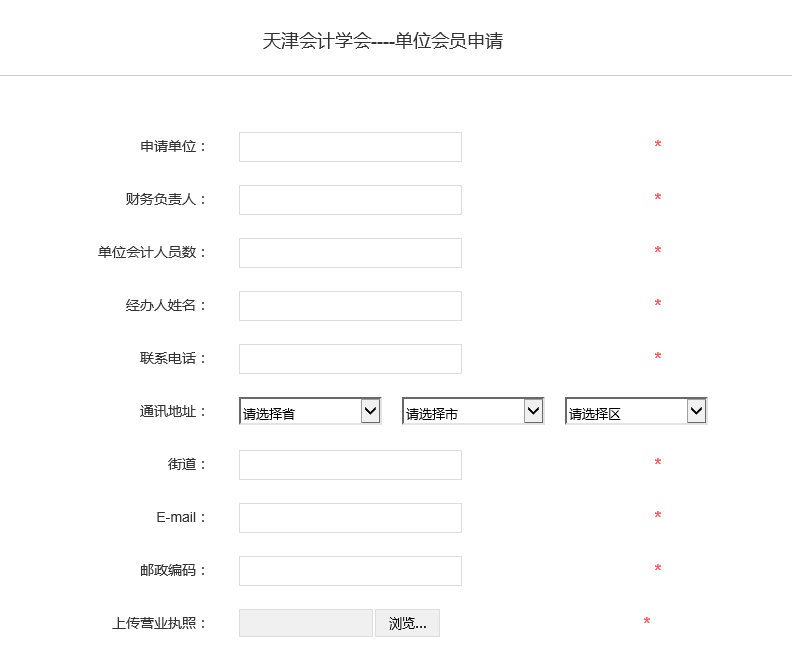 天津会计学会----单位会员申请
申请单位： *
财务负责人： *
单位会计人员数： *
经办人姓名： *
联系电话： *
通讯地址： 请选择省 请选择市 请选择区
街道： *
E-mail： *
邮政编码： *
上传营业执照： 浏览... *